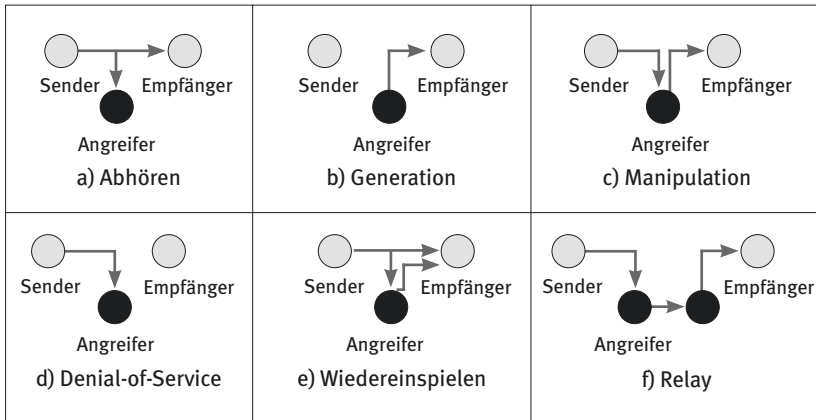 Sender Empfänger
Angreifer
a) Abhören
Sender Empfänger
Angreifer
b) Generation
Sender Empfänger
Angreifer
c) Manipulation
Sender Empfänger
Angreifer
d) Denial-of-Service
Sender Empfänger
Angreifer
e) Wiedereinspielen
Sender Empfänger
Angreifer
f) Relay